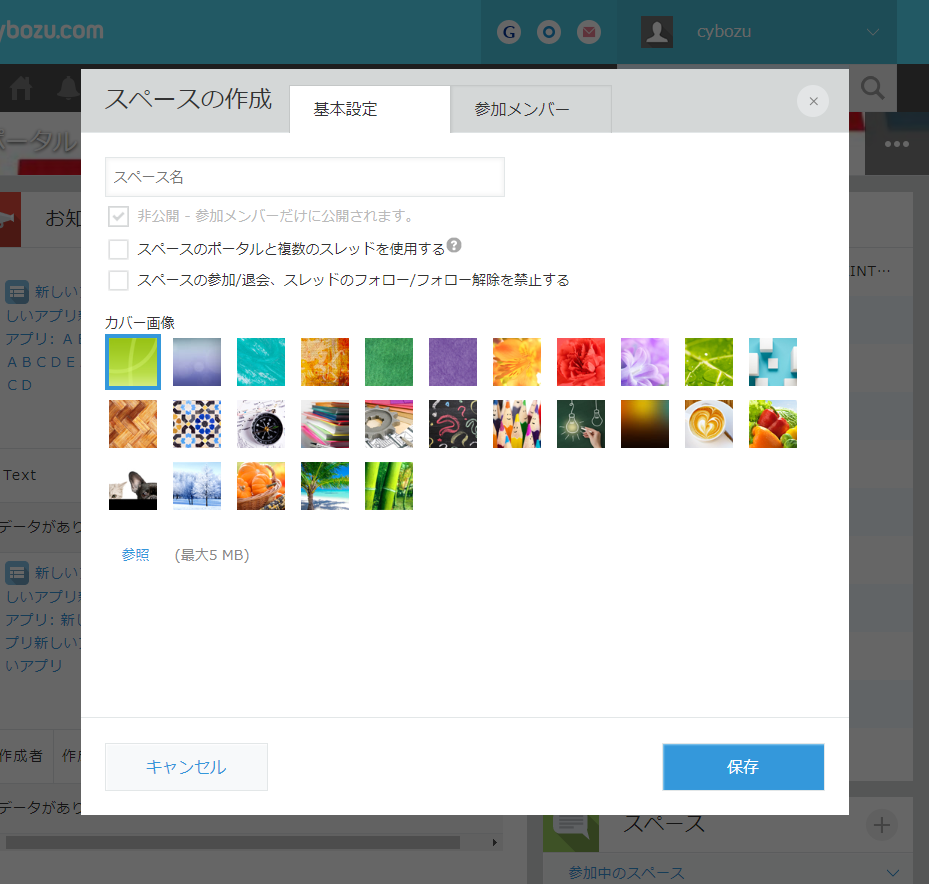 cybozu.com
G
cybozu
スペースの作成
基本設定
参加メンバー
×
ポータル
•••
スペース名
お知
非公開 - 参加メンバーだけに公開されます。
スペースのポータルと複数のスレッドを使用する
?
INT…
スペースの参加/退会、スレッドのフォロー/フォロー解除を禁止する
新しい
しいアプリ
カバー画像
アプリ: A B
A B C D E
C D
Text
データがあり
参照 (最大5 MB)
新しい
しいアプリ
アプリ: 新し
プリ新しい
いアプリ
作成者
作
キャンセル
保存
データがあり
スペース
参加中のスペース